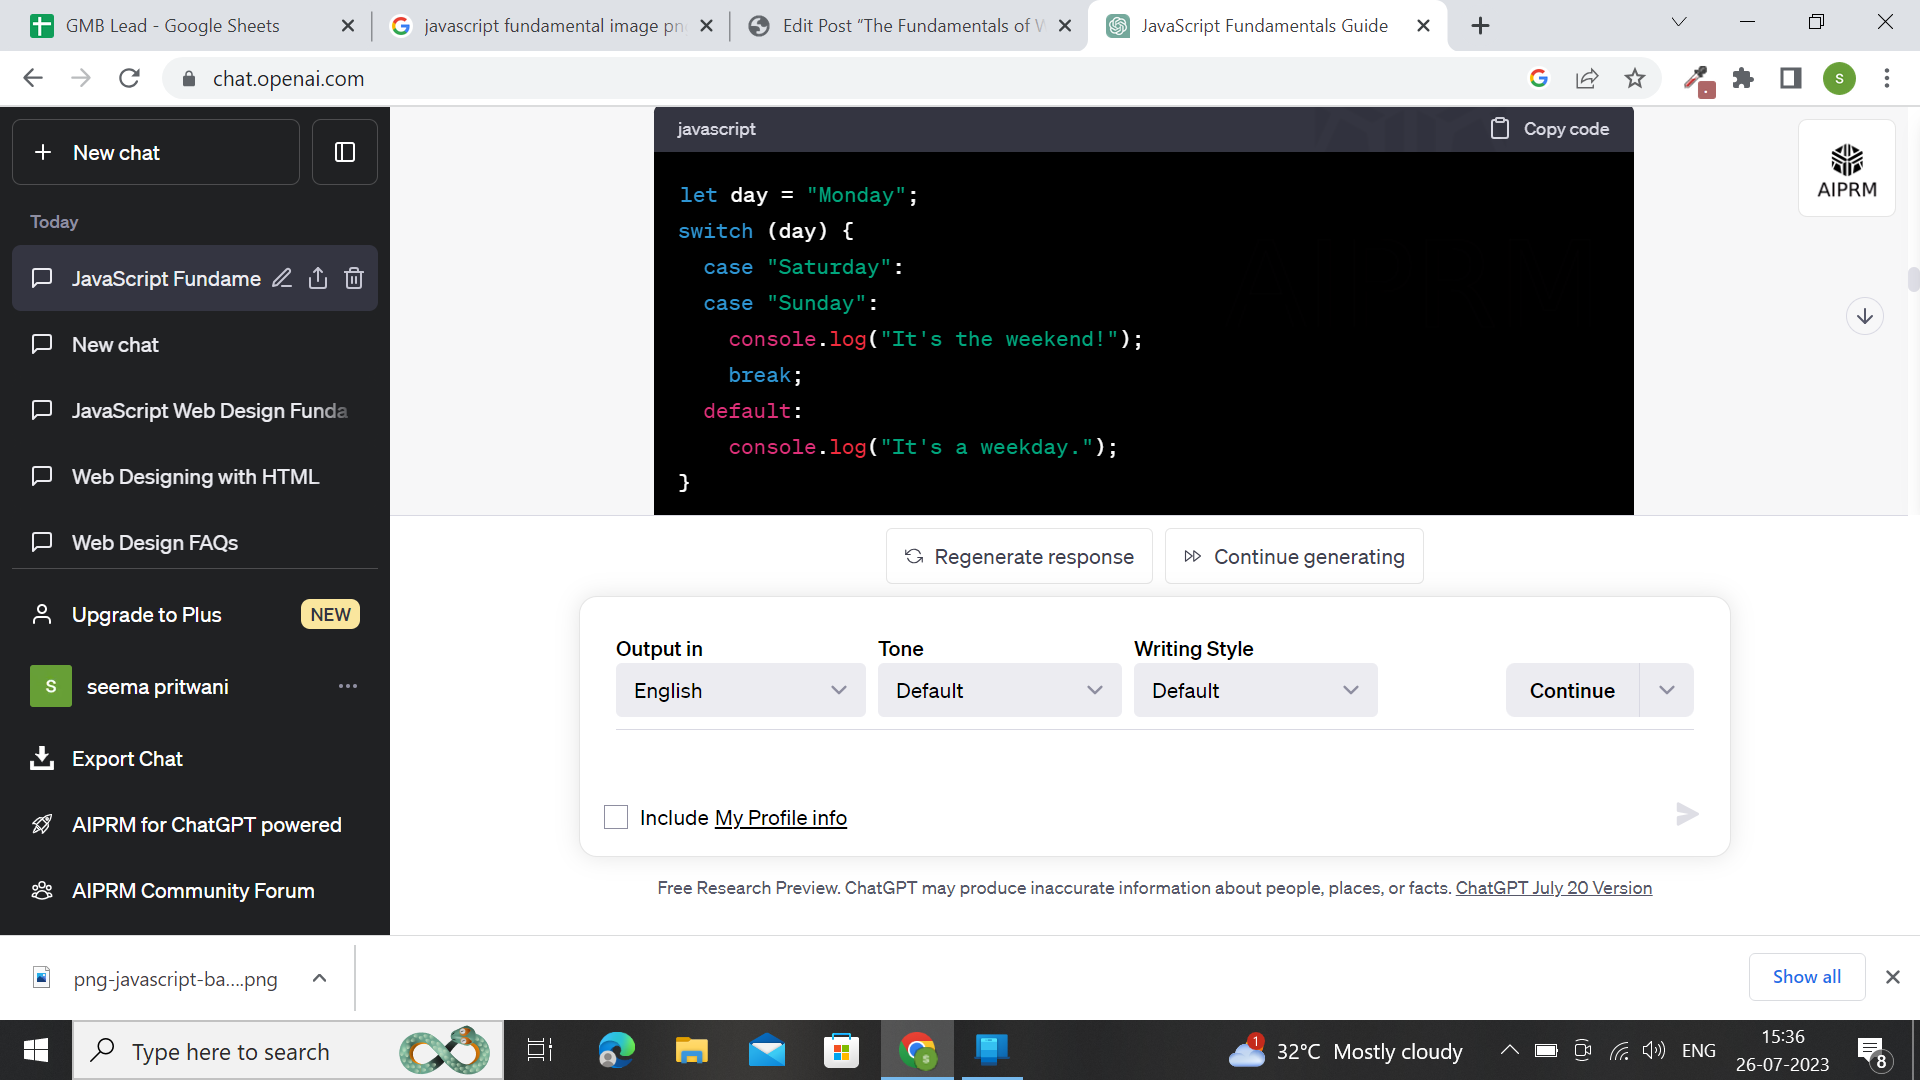 GMB Lead - Google Sheets
javascript fundamental image pn
Edit Post “The Fundamentals of W
JavaScript Fundamentals Guide
chat.openai.com
S
New chat
Today
JavaScript Fundame
New chat
JavaScript Web Design Funda
Web Designing with HTML
Web Design FAQs
Upgrade to Plus NEW
S seema pritwani
Export Chat
AIPRM for ChatGPT powered
AIPRM Community Forum
javascript Copy code
let day = "Monday";
switch (day) {
case "Saturday":
case "Sunday":
console.log("It's the weekend!");
break;
default:
console.log("It's a weekday.");
}
AIPRM
Regenerate response
Continue generating
Output in Tone Writing Style
English Default Default Continue
Include My Profile info
Free Research Preview. ChatGPT may produce inaccurate information about people, places, or facts. ChatGPT July 20 Version
png-javascript-ba....png
Show all
Type here to search
S
1
32°C Mostly cloudy
ENG
15:36
26-07-2023
8